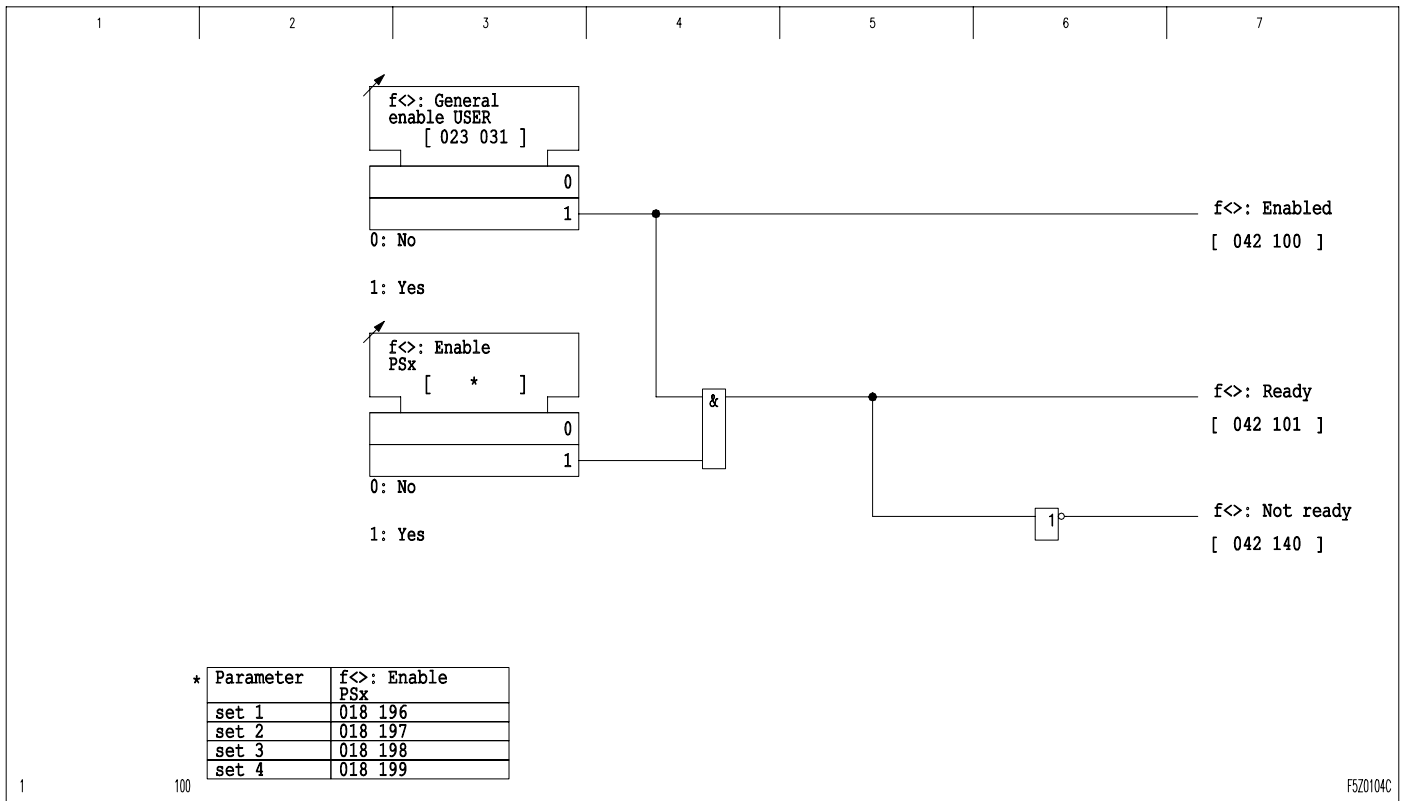 1 2 3 4 5 6 7
f<>: General
enable USER
[ 023 031 ]
0
1
0: No
1: Yes
f<>: Enabled
[ 042 100 ]
f<>: Enable
PSx
[ * ]
0
1
0: No
1: Yes
&
f<>: Ready
[ 042 101 ]
1
f<>: Not ready
[ 042 140 ]
* Parameter f<>: Enable
PSx
set 1 018 196
set 2 018 197
set 3 018 198
set 4 018 199
1 100 F5Z0104C